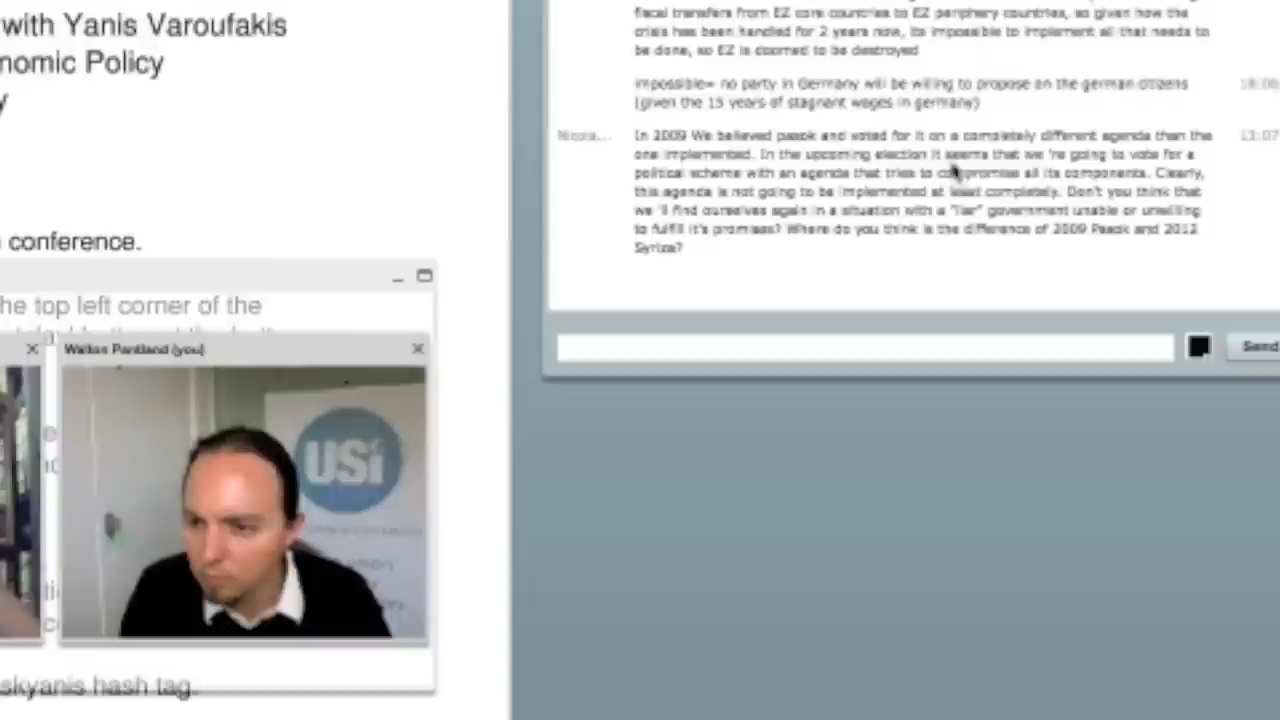 with Yanis Varoufakis
nomic Policy
y
conference.
he top left corner of the
Walton Pantland (you)
USi
skyanis hash tag.
fiscal transfers from EZ core countries to EZ periphery countries, so given how the
crisis has been handled for 2 years now, its impossible to implement all that needs to
be done, so EZ is doomed to be destroyed
impossible= no party in Germany will be willing to propose on the german citizens
(given the 15 years of stagnant wages in germany)
Nicola... In 2009 We believed pasok and voted for it on a completely different agenda than the 13:07
one implemented. In the upcoming election it seems that we 're going to vote for a
political scheme with an agenda that tries to compromise all its components. Clearly,
this agenda is not going to be implemented at least completely. Don't you think that
we 'll find ourselves again in a situation with a "liar" government unable or unwilling
to fulfill it's promises? Where do you think is the difference of 2009 Pasok and 2012
Syriza?
Send